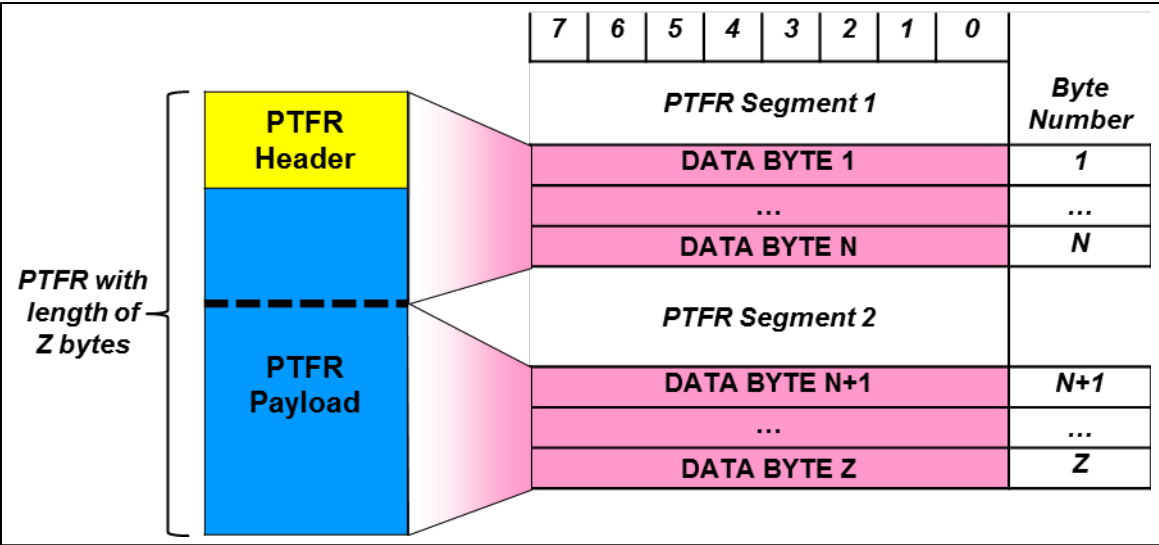 7 6 5 4 3 2 1 0
PTFR Segment 1
Byte
Number
PTFR
Header
DATA BYTE 1
1
...
...
DATA BYTE N
N
PTFR with
length of
Z bytes
PTFR Segment 2
PTFR
Payload
DATA BYTE N+1
N+1
...
...
DATA BYTE Z
Z